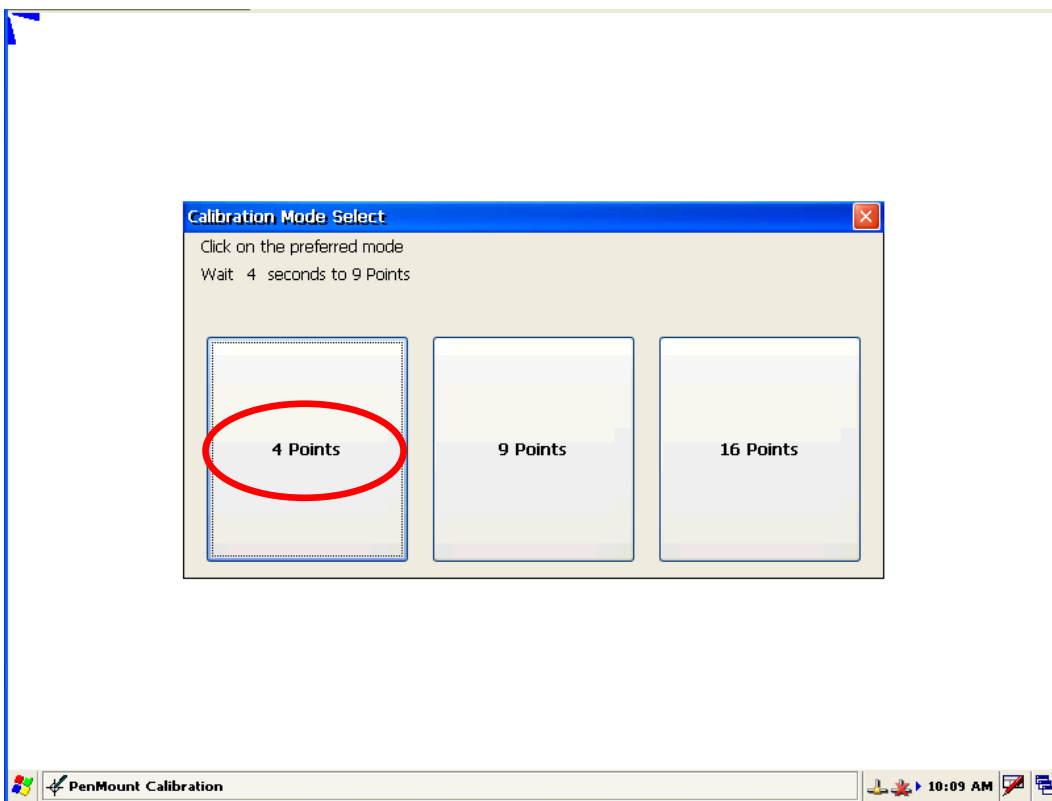 Calibration Mode Select
Click on the preferred mode
Wait 4 seconds to 9 Points
4 Points
9 Points
16 Points
PenMount Calibration
10:09 AM